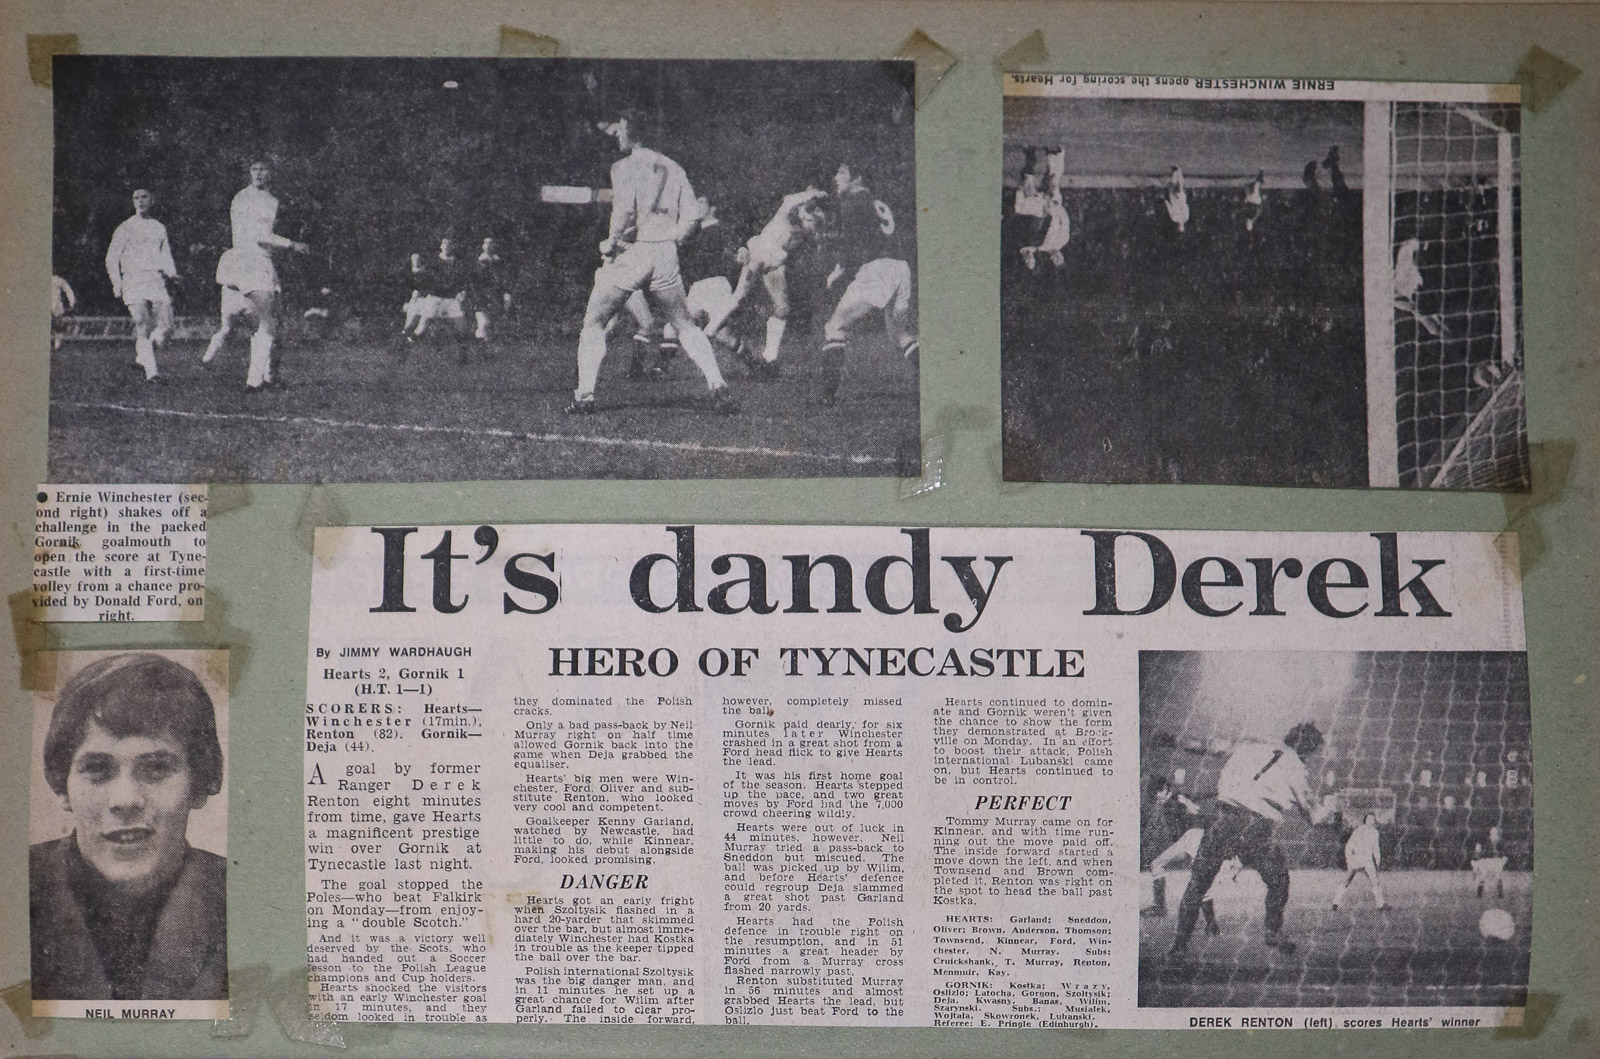 ERNIE WINCHESTER opens the scoring for Hearts.
2
9
● Ernie Winchester (sec-
ond right) shakes off a
challenge in the packed
Gornik goalmouth to
open the score at Tyne-
castle with a first-time
volley from a chance pro-
vided by Donald Ford, on
right.
NEIL MURRAY
It's dandy Derek
HERO OF TYNECASTLE
By JIMMY WARDHAUGH
Hearts 2, Gornik 1
(H.T. 1—1)
SCORERS: Hearts—
Winchester (17min.),
Renton (82). Gornik—
Deja (44).
A goal by former
Ranger Derek
Renton eight minutes
from time, gave Hearts
a magnificent prestige
win over Gornik at
Tynecastle last night.
The goal stopped the
Poles—who beat Falkirk
on Monday—from enjoy-
ing a "double Scotch."
And it was a victory well
deserved by the Scots, who
had handed out a Soccer
lesson to the Polish League
champions and Cup holders.
Hearts shocked the visitors
with an early Winchester goal
in 17 minutes, and they
seldom looked in trouble as
they dominated the Polish
cracks.
Only a bad pass-back by Neil
Murray right on half time
allowed Gornik back into the
game when Deja grabbed the
equaliser.
Hearts' big men were Win-
chester, Ford, Oliver and sub-
stitute Renton, who looked
very cool and competent.
Goalkeeper Kenny Garland,
watched by Newcastle, had
little to do, while Kinnear,
making his debut alongside
Ford, looked promising.
DANGER
Hearts got an early fright
when Szoltysik flashed in a
hard 20-yarder that skimmed
over the bar, but almost imme-
diately Winchester had Kostka
in trouble as the keeper tipped
the ball over the bar.
Polish international Szoltysik
was the big danger man, and
in 11 minutes he set up a
great chance for Wilim after
Garland failed to clear pro-
perly. The inside forward,
however, completely missed
the ball.
Gornik paid dearly, for six
minutes later Winchester
crashed in a great shot from a
Ford head flick to give Hearts
the lead.
It was his first home goal
of the season. Hearts stepped
up the pace, and two great
moves by Ford had the 7,000
crowd cheering wildly.
Hearts were out of luck in
44 minutes, however. Neil
Murray tried a pass-back to
Sneddon but miscued. The
ball was picked up by Wilim,
and before Hearts' defence
could regroup Deja slammed
a great shot past Garland
from 20 yards.
Hearts had the Polish
defence in trouble right on
the resumption, and in 51
minutes a great header by
Ford from a Murray cross
flashed narrowly past.
Renton substituted Murray
in 56 minutes and almost
grabbed Hearts the lead, but
Oslizlo just beat Ford to the
ball.
Hearts continued to domin-
ate and Gornik weren't given
the chance to show the form
they demonstrated at Brock-
ville on Monday. In an effort
to boost their attack, Polish
international Lubanski came
on, but Hearts continued to
be in control.
PERFECT
Tommy Murray came on for
Kinnear, and with time run-
ning out the move paid off.
The inside forward started a
move down the left, and when
Townsend and Brown com-
pleted it, Renton was right on
the spot to head the ball past
Kostka.
HEARTS: Garland; Sneddon,
Oliver; Brown, Anderson, Thomson;
Townsend, Kinnear, Ford, Win-
chester, N. Murray. Subs:
Cruickshank, T. Murray, Renton,
Menmuir, Kay.
GORNIK: Kostka; Wrazy,
Oslizlo; Latocha, Gorgon, Szoltysik;
Deja, Kwasny, Banas, Wilim,
Szarynski. Subs.: Musialek,
Wojtala, Skowronek, Lubanski.
Referee: E. Pringle (Edinburgh).
1
DEREK RENTON (left) scores Hearts' winner